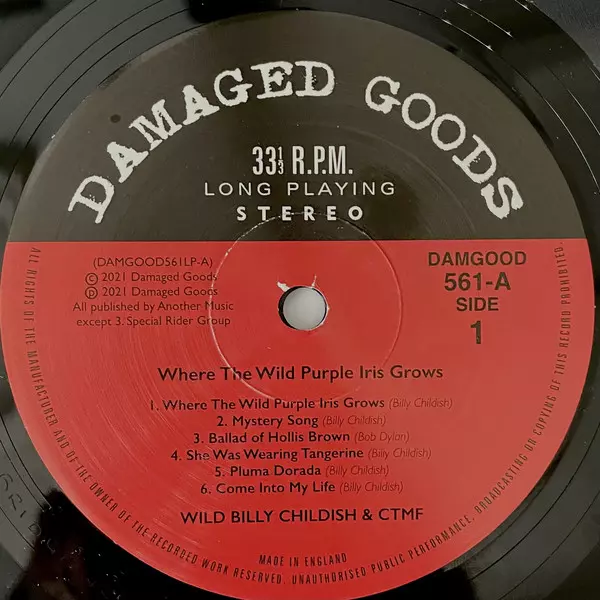 DAMAGED GOODS
33⅓ R.P.M.
LONG PLAYING
STEREO
(DAMGOOD561LP-A)
© 2021 Damaged Goods
℗ 2021 Damaged Goods
All published by Another Music
except 3. Special Rider Group
DAMGOOD
561-A
SIDE
1
Where The Wild Purple Iris Grows
1. Where The Wild Purple Iris Grows (Billy Childish)
2. Mystery Song (Billy Childish)
3. Ballad of Hollis Brown (Bob Dylan)
4. She Was Wearing Tangerine (Billy Childish)
5. Pluma Dorada (Billy Childish)
6. Come Into My Life (Billy Childish)
WILD BILLY CHILDISH & CTMF
MADE IN ENGLAND
ALL RIGHTS OF THE MANUFACTURER AND OF THE OWNER OF THE RECORDED WORK RESERVED. UNAUTHORISED PUBLIC PERFORMANCE, BROADCASTING OR COPYING OF THIS RECORD PROHIBITED.